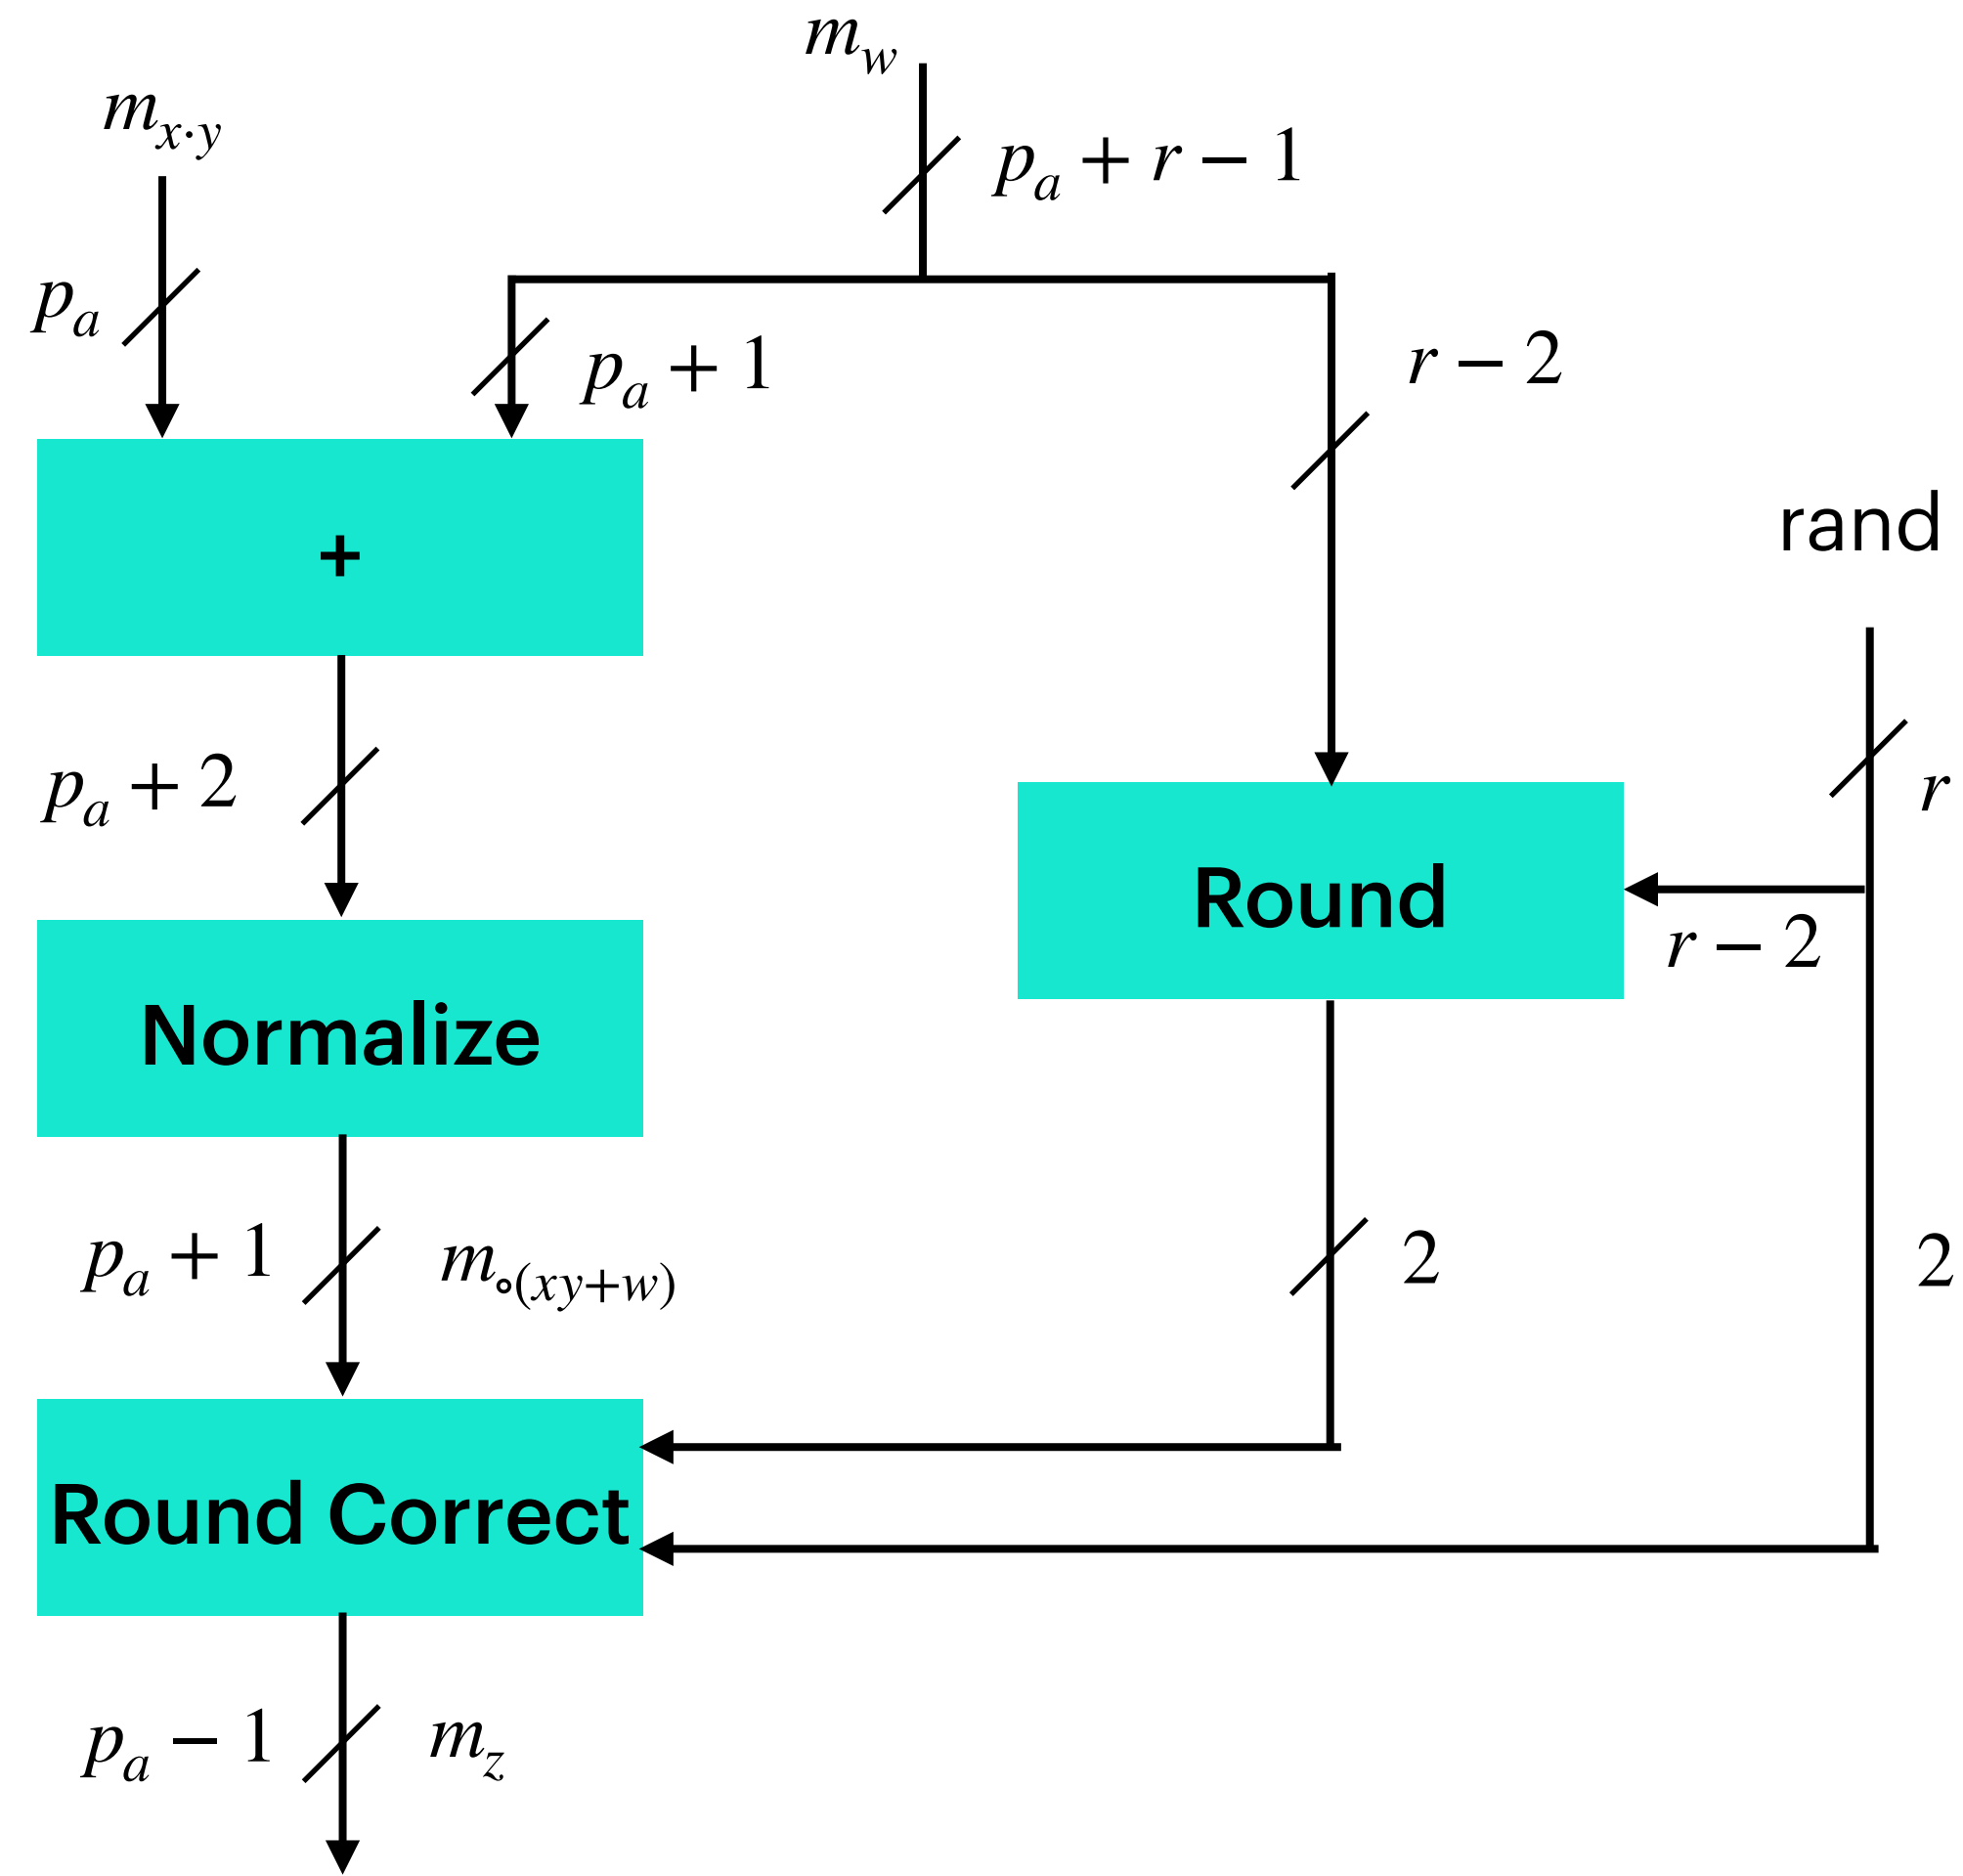 m_w
m_{x·y}
p_a + r − 1
p_a
p_a + 1
r − 2
+
rand
p_a + 2
r
Round
r − 2
Normalize
p_a + 1
m_{∘(xy+w)}
2
2
Round Correct
p_a − 1
m_z